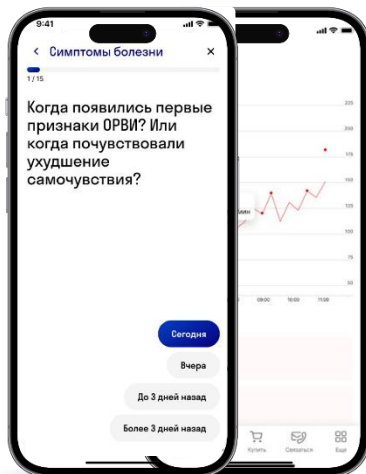 9:41
Симптомы болезни
1/15
Когда появились первые
признаки ОРВИ? Или
когда почувствовали
ухудшение
самочувствия?
Сегодня
Вчера
До 3 дней назад
Более 3 дней назад
225
200
175
150
125
100
75
50
09:00 10:00 11:00
Купить Связаться Еще